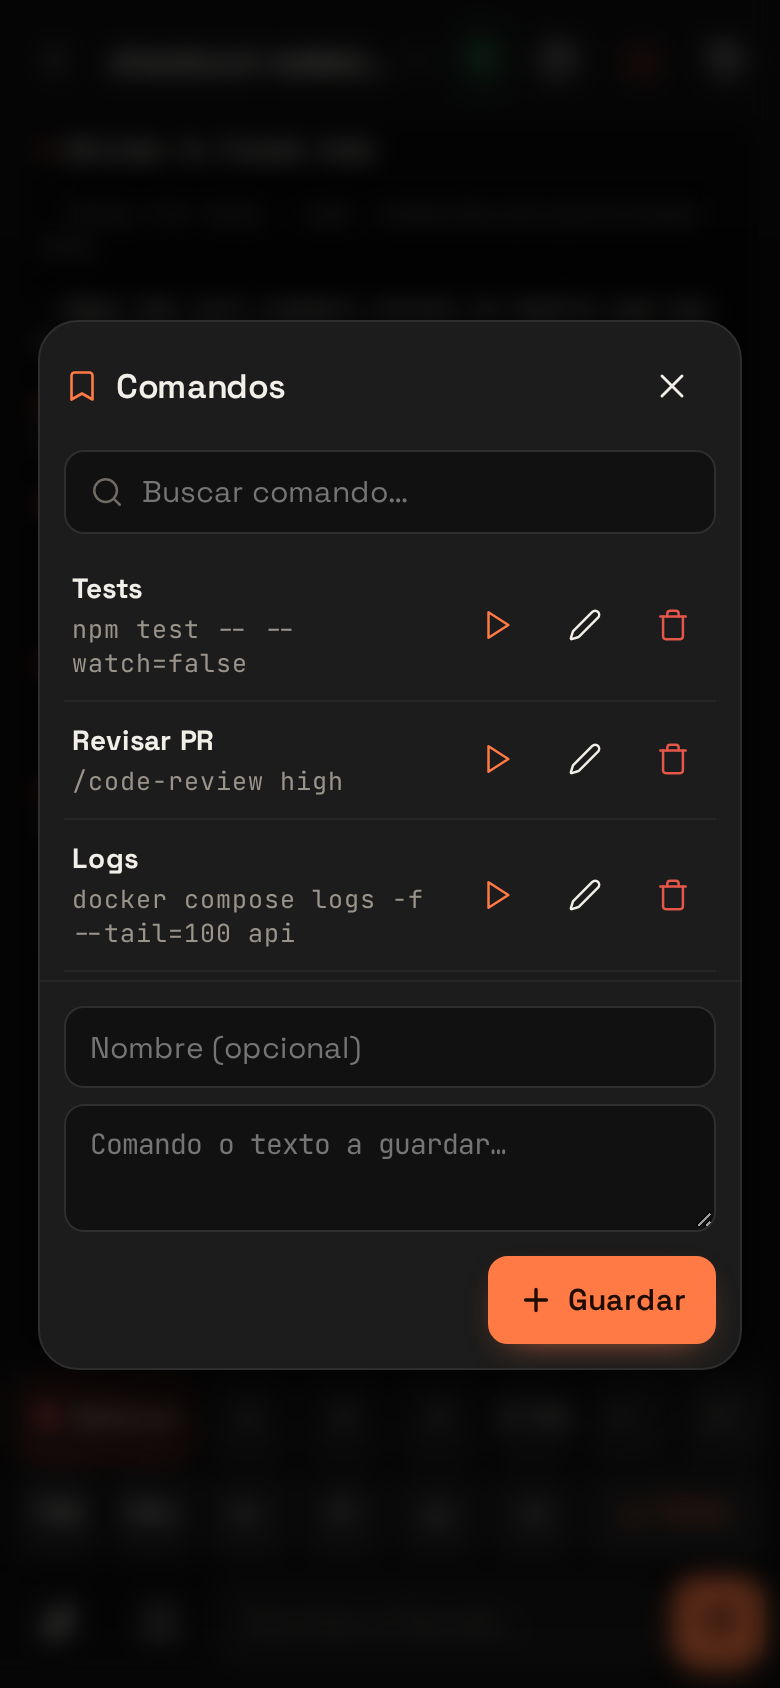 Comandos
Buscar comando...
Tests
npm test -- --
watch=false
Revisar PR
/code-review high
Logs
docker compose logs -f
--tail=100 api
Nombre (opcional)
Comando o texto a guardar...
+ Guardar